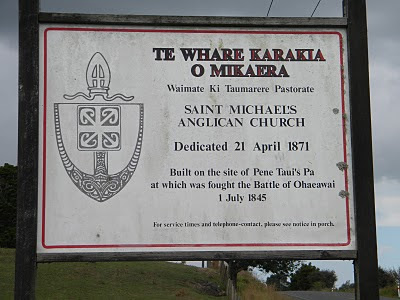 TE WHARE KARAKIA
O MIKAERA
Waimate Ki Taumarere Pastorate
SAINT MICHAEL'S
ANGLICAN CHURCH
Dedicated 21 April 1871
Built on the site of Pene Taui's Pa
at which was fought the Battle of Ohaeawai
1 July 1845
For service times and telephone-contact, please see notice in porch.